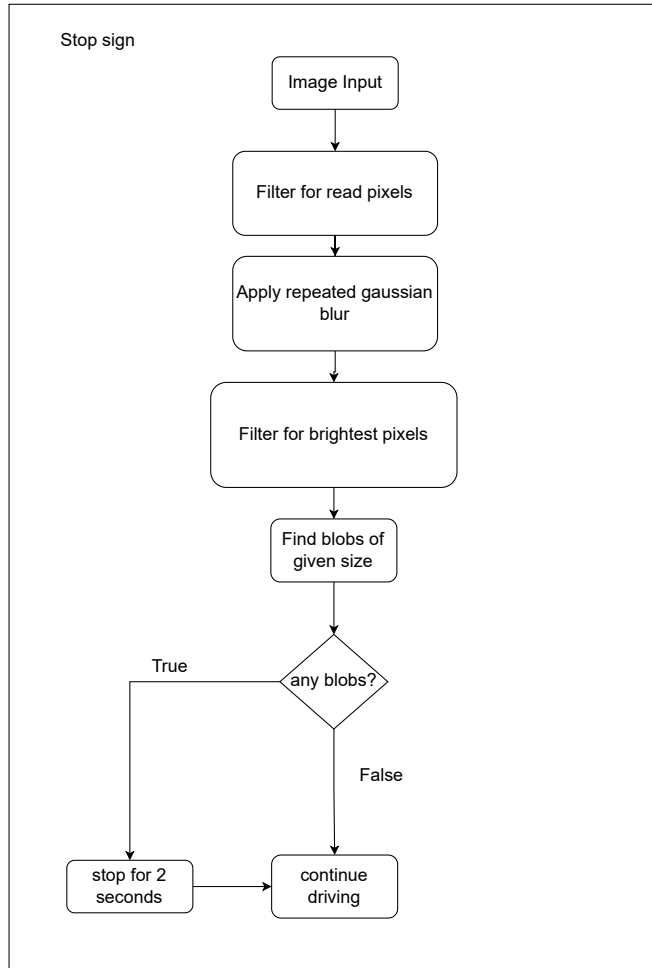 Stop sign
Image Input
Filter for read pixels
Apply repeated gaussian
blur
Filter for brightest pixels
Find blobs of
given size
any blobs?
True
False
stop for 2
seconds
continue
driving